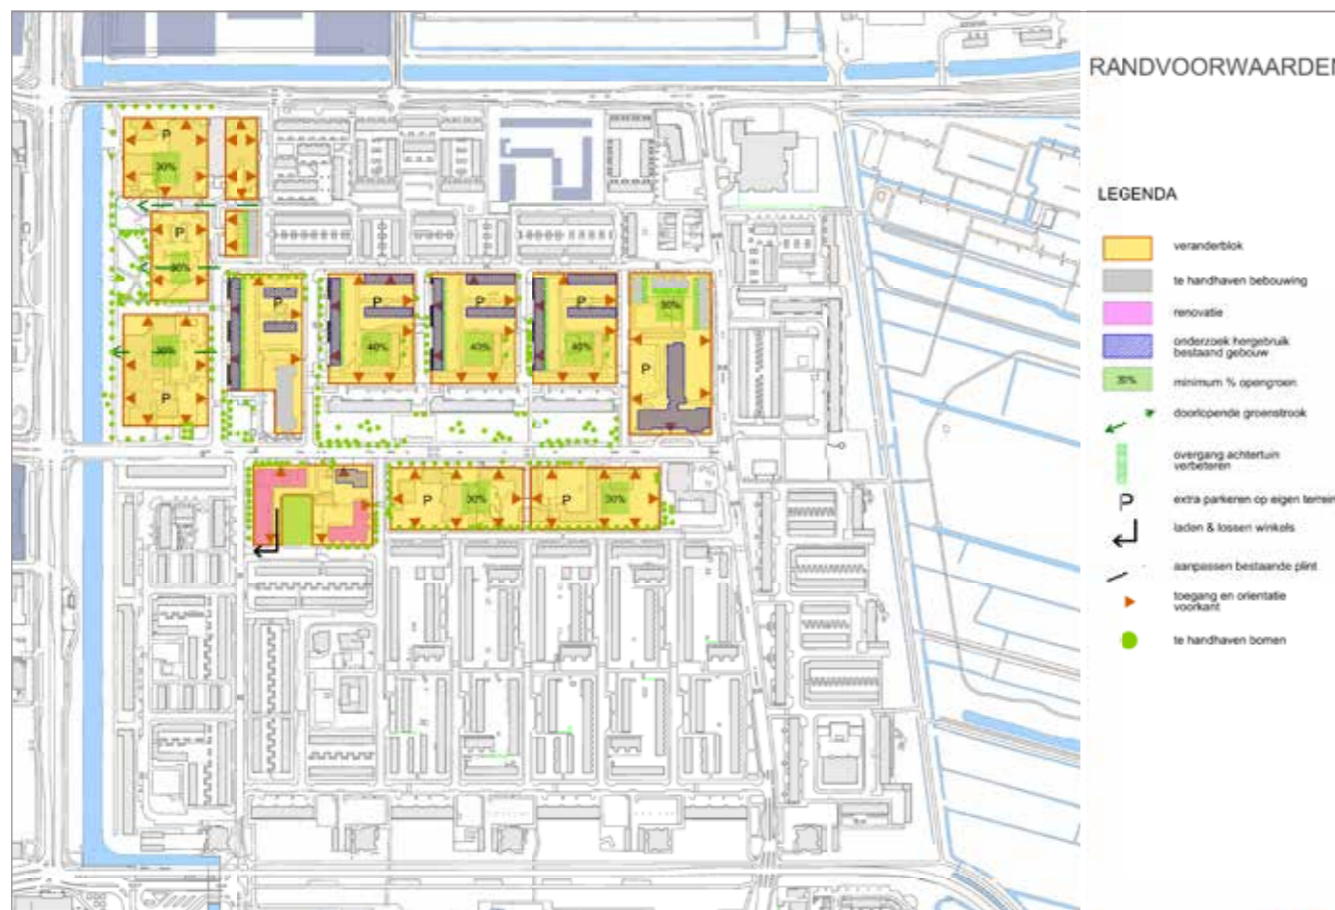 RANDVOORWAARDEN
LEGENDA
veranderblok
te handhaven bebouwing
renovatie
onderzoek hergebruik
bestaand gebouw
30%
minimum % opengroen
doorlopende groenstrook
overgang achtertuin
verbeteren
P
extra parkeren op eigen terrein
laden & lossen winkels
aanpassen bestaande plint
toegang en orientatie
voorkant
te handhaven bomen
P
30%
P
30%
30%
P
P
P
40%
P
40%
P
40%
30%
P
P
30%
P
30%